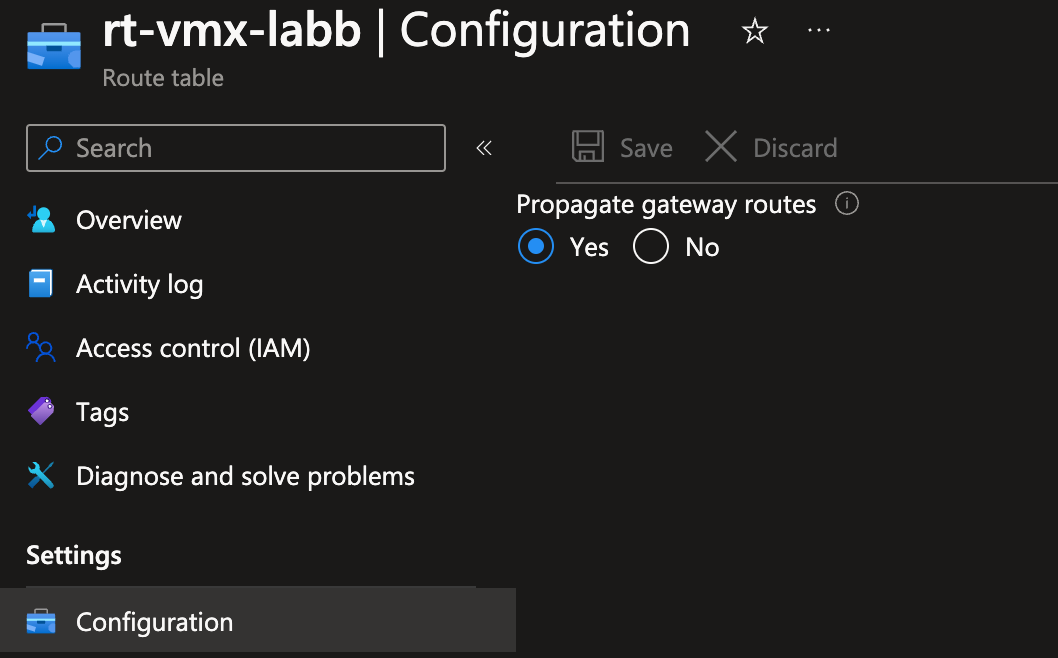 rt-vmx-labb | Configuration
Route table
Search
Save
Discard
Propagate gateway routes
Yes
No
Overview
Activity log
Access control (IAM)
Tags
Diagnose and solve problems
Settings
Configuration